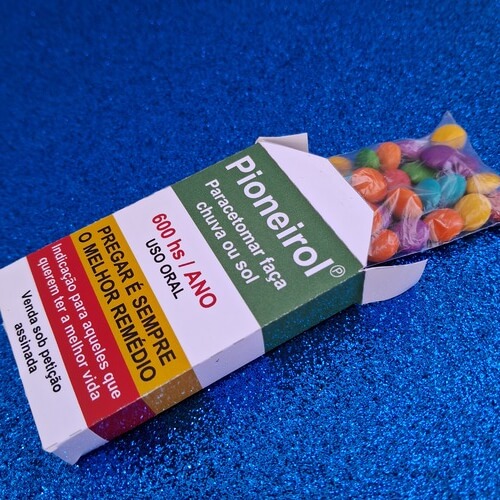 Pioneirol ℗
Paracetomar faça
chuva ou sol
600 hs / ANO
USO ORAL
PREGAR É SEMPRE
O MELHOR REMÉDIO
Indicação para aqueles que
querem ter a melhor vida
Venda sob petição
assinada